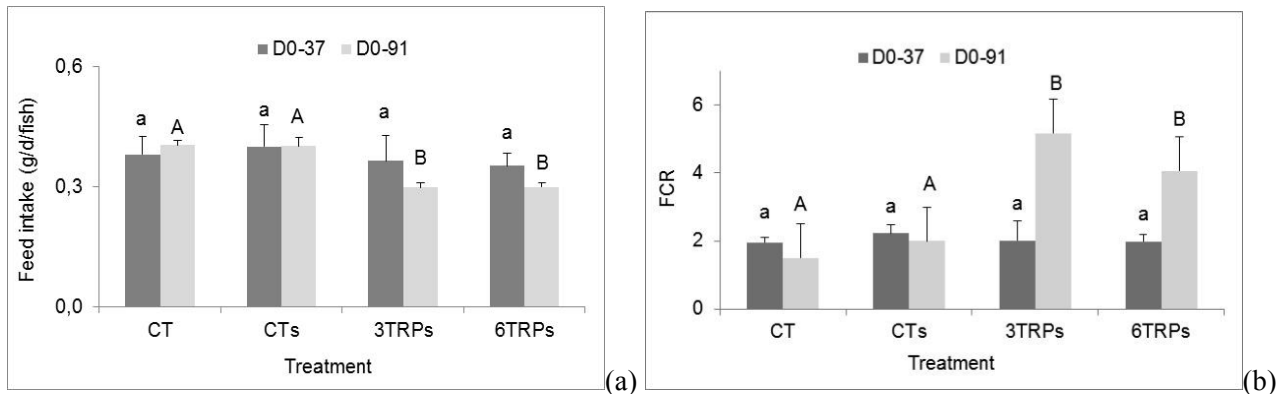 D0-37 D0-91
0,6
0,3
0,0
Feed intake (g/d/fish)
a A a A a B a B
CT CTs 3TRPs 6TRPs
Treatment
(a)
D0-37 D0-91
6
4
2
0
FCR
a A a A a B a B
CT CTs 3TRPs 6TRPs
Treatment
(b)